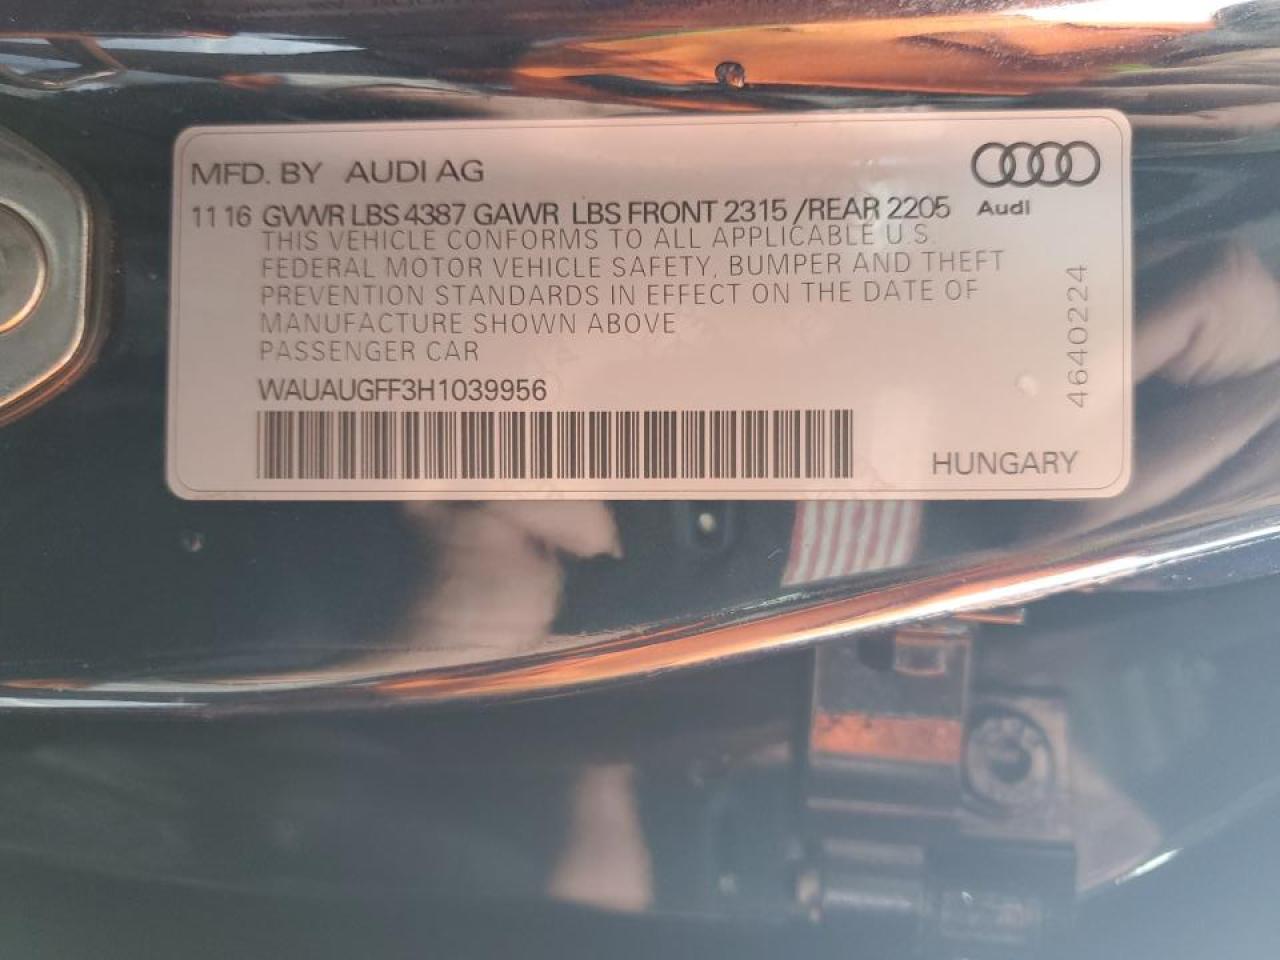 MFD. BY AUDI AG
11 16 GVWR LBS 4387 GAWR LBS FRONT 2315 /REAR 2205
Audi
THIS VEHICLE CONFORMS TO ALL APPLICABLE U.S.
FEDERAL MOTOR VEHICLE SAFETY, BUMPER AND THEFT
PREVENTION STANDARDS IN EFFECT ON THE DATE OF
MANUFACTURE SHOWN ABOVE
PASSENGER CAR
WAUAUGFF3H1039956
4640224
HUNGARY